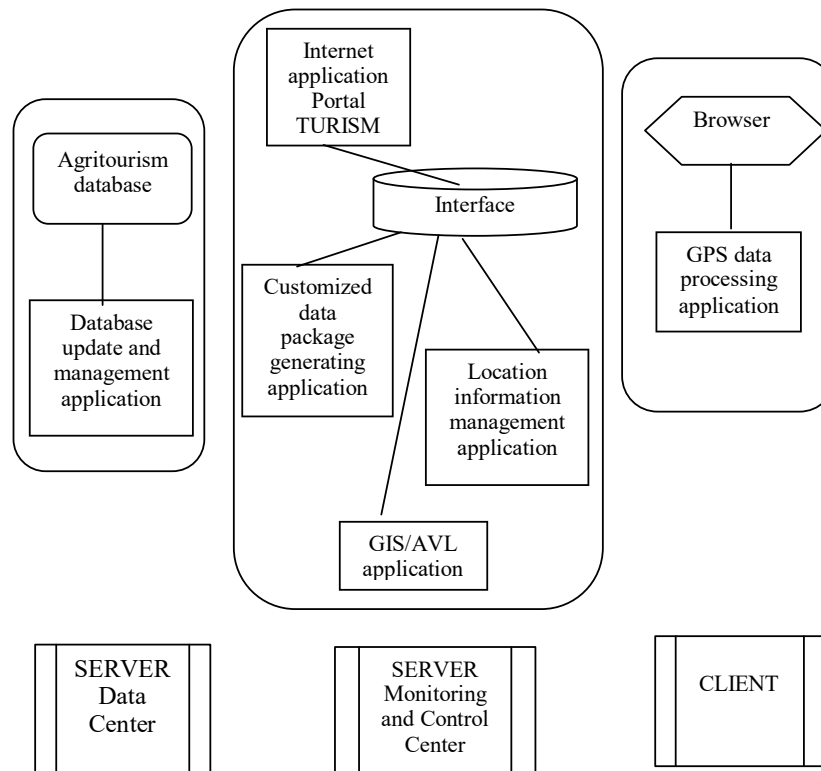 Agritourism
database
Database
update and
management
application
Internet
application
Portal
TURISM
Interface
Customized
data
package
generating
application
Location
information
management
application
GIS/AVL
application
Browser
GPS data
processing
application
SERVER
Data
Center
SERVER
Monitoring
and Control
Center
CLIENT